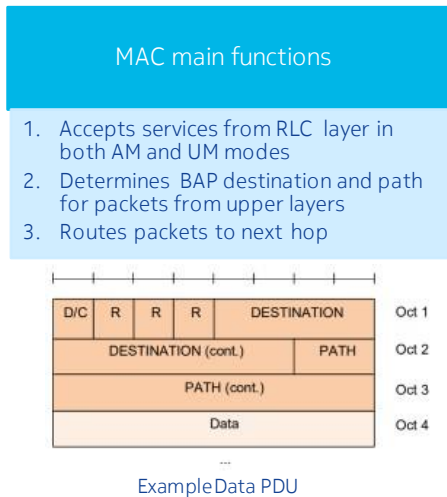 MAC main functions
1. Accepts services from RLC layer in
both AM and UM modes
2. Determines BAP destination and path
for packets from upper layers
3. Routes packets to next hop
D/C R R R DESTINATION Oct 1
DESTINATION (cont.) PATH Oct 2
PATH (cont.) Oct 3
Data Oct 4
...
Example Data PDU